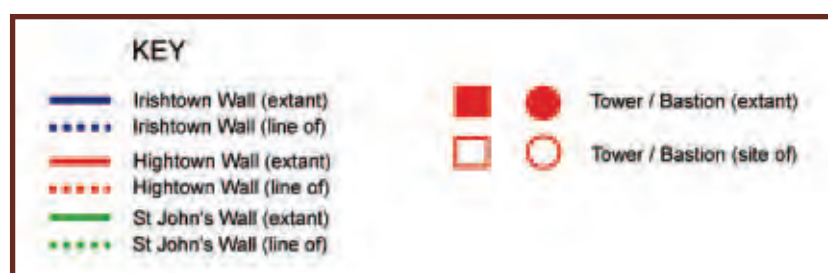 KEY
Irishtown Wall (extant)
Irishtown Wall (line of)
Hightown Wall (extant)
Hightown Wall (line of)
St John's Wall (extant)
St John's Wall (line of)
Tower / Bastion (extant)
Tower / Bastion (site of)